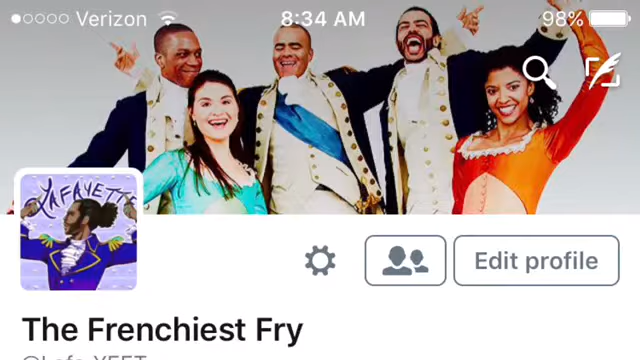 Verizon 8:34 AM 98%
LAFAYETTE
Edit profile
The Frenchiest Fry